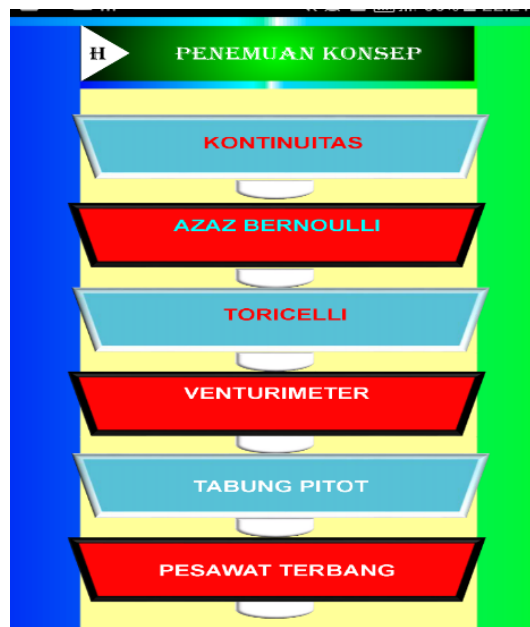 H
PENEMUAN KONSEP
KONTINUITAS
AZAZ BERNOULLI
TORICELLI
VENTURIMETER
TABUNG PITOT
PESAWAT TERBANG